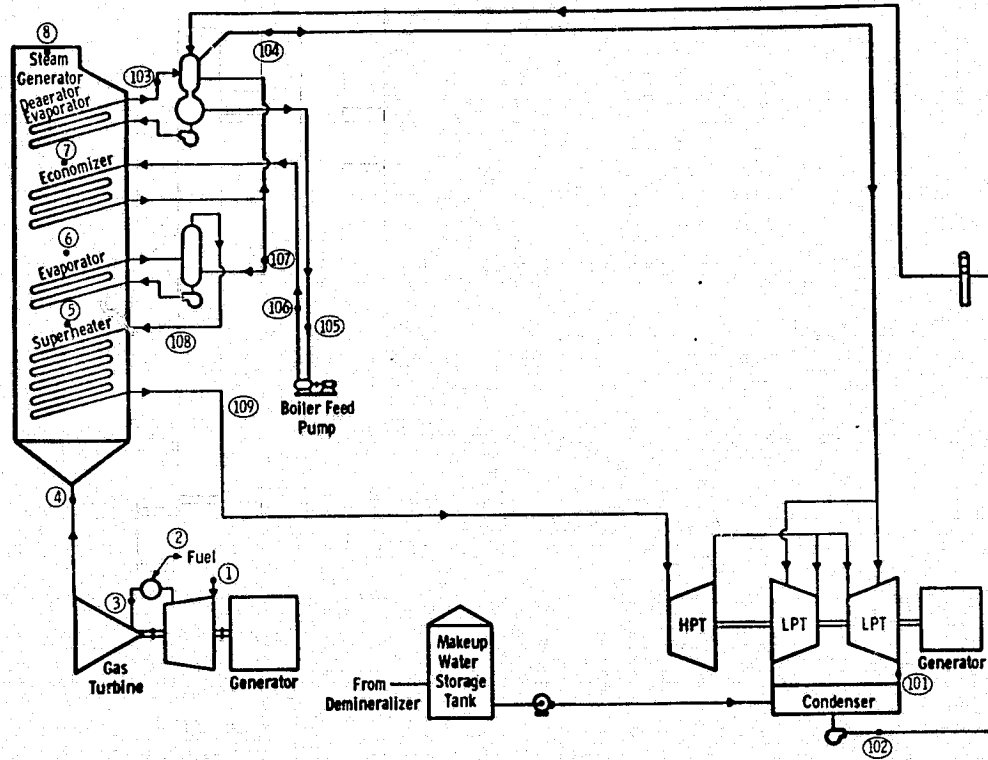 8
Steam
Generator
103
104
Deaerator
Evaporator
7
Economizer
6
Evaporator
107
106
105
5
Superheater
108
109
Boiler Feed
Pump
4
2
Fuel
1
3
Gas
Turbine
Generator
From
Demineralizer
Makeup
Water
Storage
Tank
HPT
LPT
LPT
Generator
101
Condenser
102